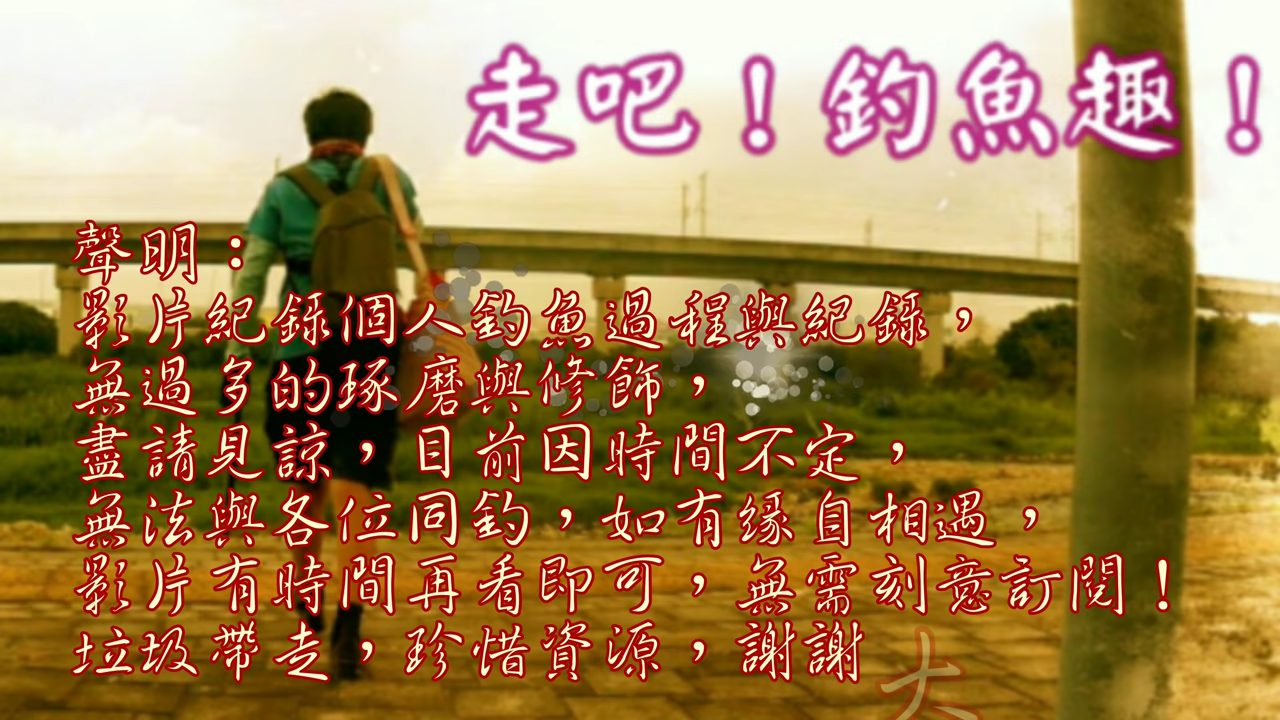 走吧！釣魚趣！
聲明：
影片紀錄個人釣魚過程與紀錄，
無過多的琢磨與修飾，
盡請見諒，目前因時間不定，
無法與各位同釣，如有緣自相遇，
影片有時間再看即可，無需刻意訂閱！
垃圾帶走，珍惜資源，謝謝
大